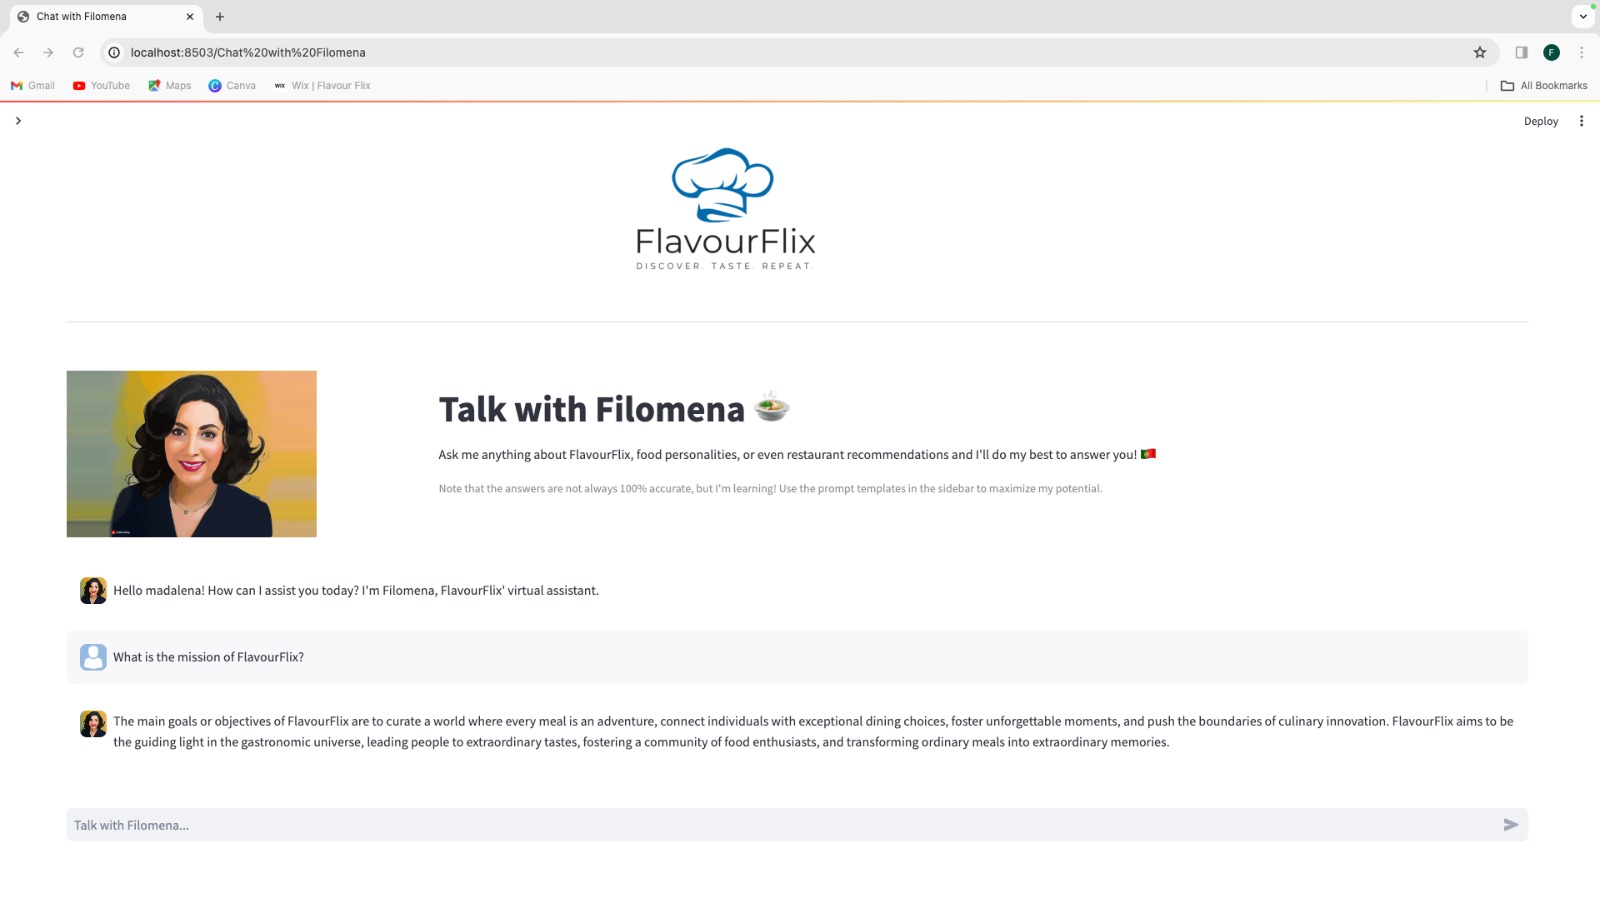 Chat with Filomena
localhost:8503/Chat%20with%20Filomena
F
Gmail
YouTube
Maps
Canva
WIX
Wix | Flavour Flix
All Bookmarks
Deploy
FlavourFlix
DISCOVER. TASTE. REPEAT.
Talk with Filomena
Ask me anything about FlavourFlix, food personalities, or even restaurant recommendations and I'll do my best to answer you!
Note that the answers are not always 100% accurate, but I'm learning! Use the prompt templates in the sidebar to maximize my potential.
Hello madalena! How can I assist you today? I'm Filomena, FlavourFlix' virtual assistant.
What is the mission of FlavourFlix?
The main goals or objectives of FlavourFlix are to curate a world where every meal is an adventure, connect individuals with exceptional dining choices, foster unforgettable moments, and push the boundaries of culinary innovation. FlavourFlix aims to be
the guiding light in the gastronomic universe, leading people to extraordinary tastes, fostering a community of food enthusiasts, and transforming ordinary meals into extraordinary memories.
Talk with Filomena...